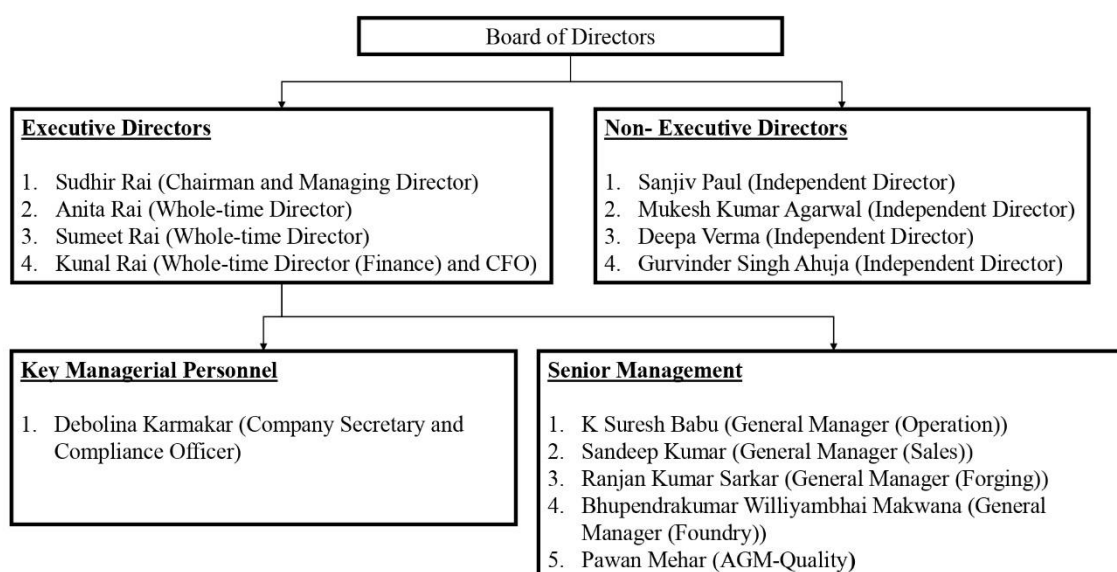 Board of Directors
Executive Directors
1. Sudhir Rai (Chairman and Managing Director)
2. Anita Rai (Whole-time Director)
3. Sumeet Rai (Whole-time Director)
4. Kunal Rai (Whole-time Director (Finance) and CFO)
Non- Executive Directors
1. Sanjiv Paul (Independent Director)
2. Mukesh Kumar Agarwal (Independent Director)
3. Deepa Verma (Independent Director)
4. Gurvinder Singh Ahuja (Independent Director)
Key Managerial Personnel
1. Debolina Karmakar (Company Secretary and
Compliance Officer)
Senior Management
1. K Suresh Babu (General Manager (Operation))
2. Sandeep Kumar (General Manager (Sales))
3. Ranjan Kumar Sarkar (General Manager (Forging))
4. Bhupendrakumar Williyambhai Makwana (General
Manager (Foundry))
5. Pawan Mehar (AGM-Quality)